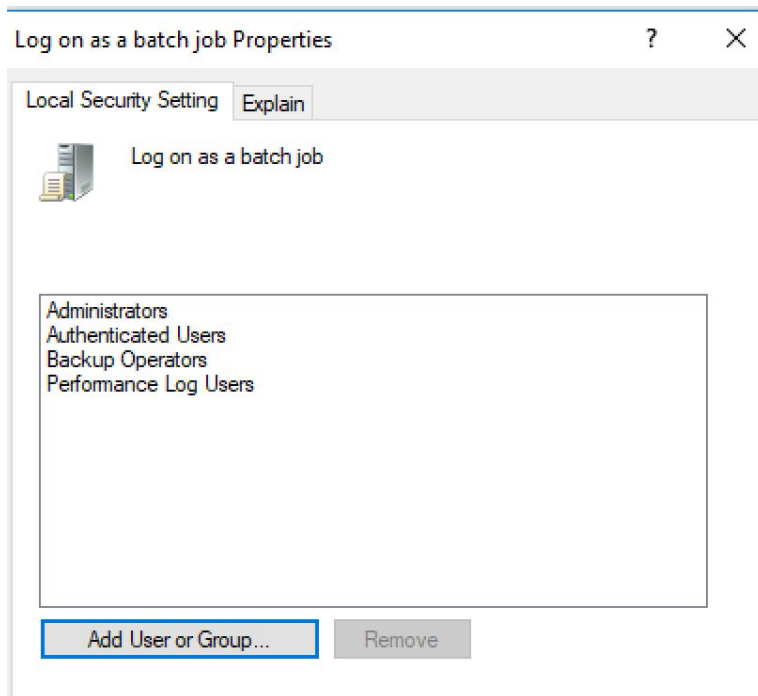 Log on as a batch job Properties ?
Local Security Setting Explain
Log on as a batch job
Administrators
Authenticated Users
Backup Operators
Performance Log Users
Add User or Group... Remove